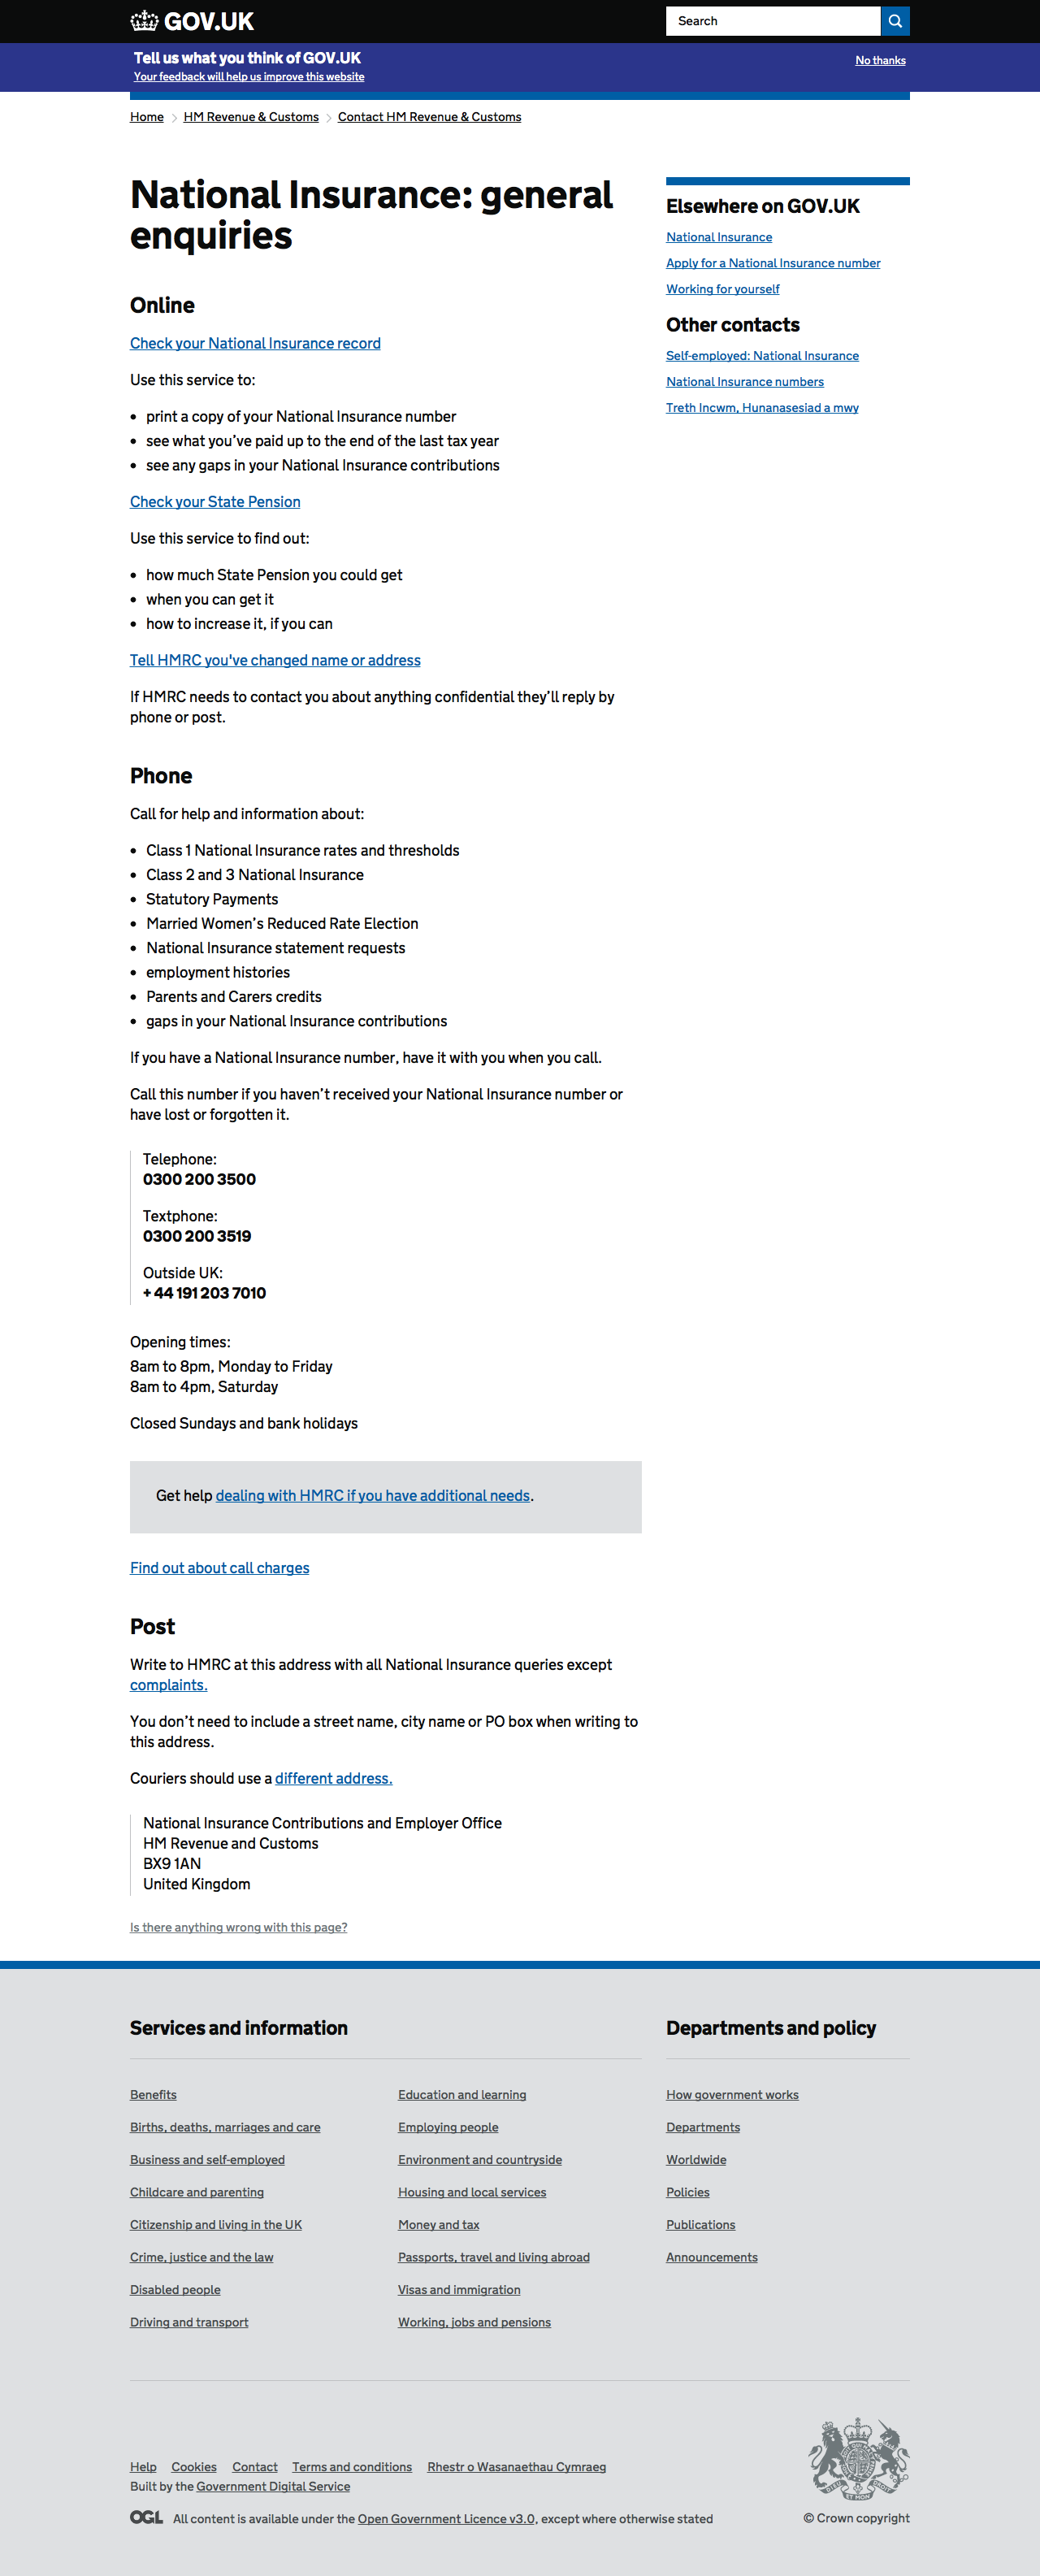 GOV.UK
Search
Tell us what you think of GOV.UK
No thanks
Your feedback will help us improve this website
Home
HM Revenue & Customs
Contact HM Revenue & Customs
National Insurance: general
enquiries
Online
Check your National Insurance record
Use this service to:
• print a copy of your National Insurance number
• see what you’ve paid up to the end of the last tax year
• see any gaps in your National Insurance contributions
Check your State Pension
Use this service to find out:
• how much State Pension you could get
• when you can get it
• how to increase it, if you can
Tell HMRC you've changed name or address
If HMRC needs to contact you about anything confidential they’ll reply by
phone or post.
Phone
Call for help and information about:
• Class 1 National Insurance rates and thresholds
• Class 2 and 3 National Insurance
• Statutory Payments
• Married Women’s Reduced Rate Election
• National Insurance statement requests
• employment histories
• Parents and Carers credits
• gaps in your National Insurance contributions
If you have a National Insurance number, have it with you when you call.
Call this number if you haven’t received your National Insurance number or
have lost or forgotten it.
Telephone:
0300 200 3500
Textphone:
0300 200 3519
Outside UK:
+ 44 191 203 7010
Opening times:
8am to 8pm, Monday to Friday
8am to 4pm, Saturday
Closed Sundays and bank holidays
Get help dealing with HMRC if you have additional needs.
Find out about call charges
Post
Write to HMRC at this address with all National Insurance queries except
complaints.
You don’t need to include a street name, city name or PO box when writing to
this address.
Couriers should use a different address.
National Insurance Contributions and Employer Office
HM Revenue and Customs
BX9 1AN
United Kingdom
Is there anything wrong with this page?
Elsewhere on GOV.UK
National Insurance
Apply for a National Insurance number
Working for yourself
Other contacts
Self-employed: National Insurance
National Insurance numbers
Treth Incwm, Hunanasesiad a mwy
Services and information
Benefits
Births, deaths, marriages and care
Business and self-employed
Childcare and parenting
Citizenship and living in the UK
Crime, justice and the law
Disabled people
Driving and transport
Education and learning
Employing people
Environment and countryside
Housing and local services
Money and tax
Passports, travel and living abroad
Visas and immigration
Working, jobs and pensions
Departments and policy
How government works
Departments
Worldwide
Policies
Publications
Announcements
Help
Cookies
Contact
Terms and conditions
Rhestr o Wasanaethau Cymraeg
Built by the Government Digital Service
OGL
All content is available under the Open Government Licence v3.0, except where otherwise stated
DIEU ET MON DROIT
© Crown copyright